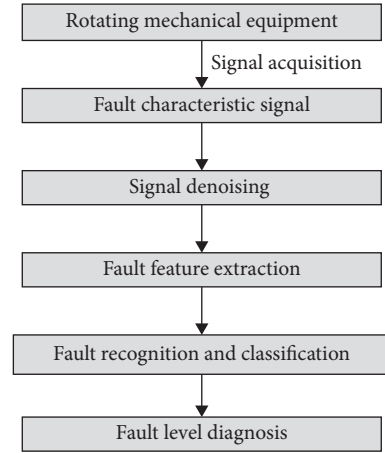 Rotating mechanical equipment
Signal acquisition
Fault characteristic signal
Signal denoising
Fault feature extraction
Fault recognition and classification
Fault level diagnosis